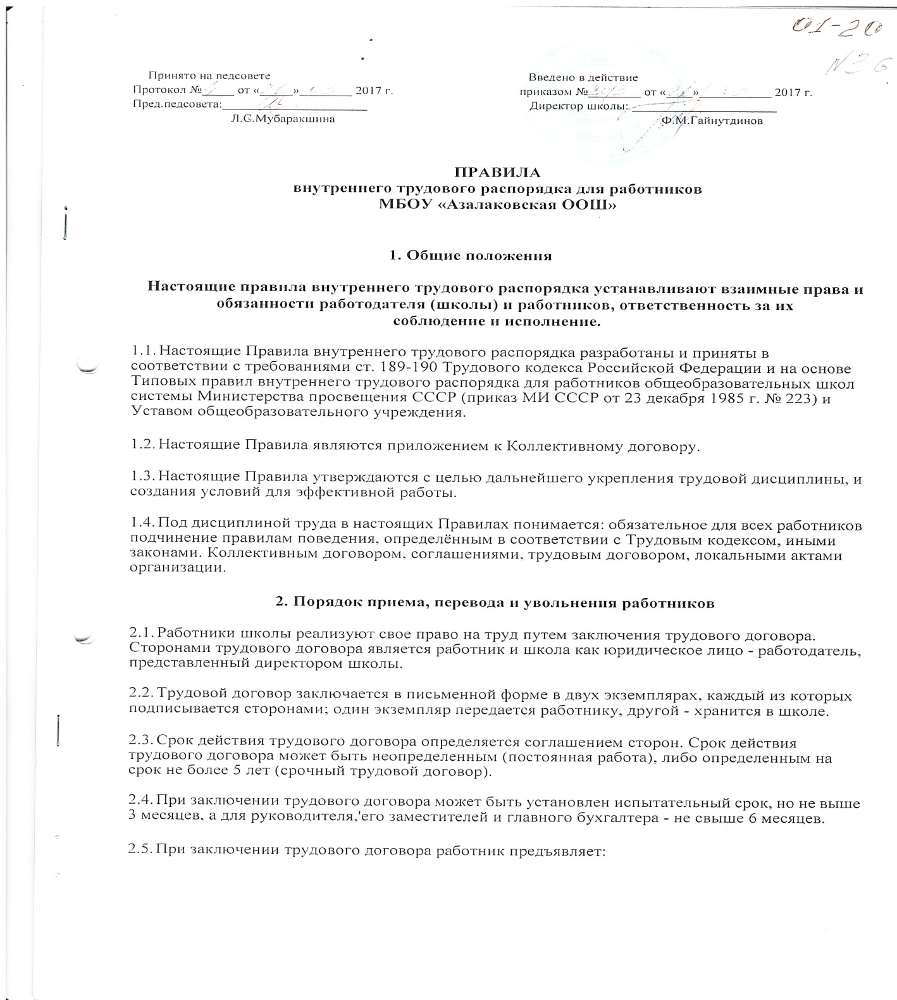 01-20
N36
Принято на педсовете
Протокол №_____ от «_____»________ 2017 г.
Пред.педсовета:______________________
Л.С.Мубаракшина
Введено в действие
приказом №________ от «____»___________ 2017 г.
Директор школы:______________________
Ф.М.Гайнутдинов
ПРАВИЛА
внутреннего трудового распорядка для работников
МБОУ «Азалаковская ООШ»
1. Общие положения
Настоящие правила внутреннего трудового распорядка устанавливают взаимные права и
обязанности работодателя (школы) и работников, ответственность за их
соблюдение и исполнение.
1.1. Настоящие Правила внутреннего трудового распорядка разработаны и приняты в
соответствии с требованиями ст. 189-190 Трудового кодекса Российской Федерации и на основе
Типовых правил внутреннего трудового распорядка для работников общеобразовательных школ
системы Министерства просвещения СССР (приказ МИ СССР от 23 декабря 1985 г. № 223) и
Уставом общеобразовательного учреждения.
1.2. Настоящие Правила являются приложением к Коллективному договору.
1.3. Настоящие Правила утверждаются с целью дальнейшего укрепления трудовой дисциплины, и
создания условий для эффективной работы.
1.4. Под дисциплиной труда в настоящих Правилах понимается: обязательное для всех работников
подчинение правилам поведения, определённым в соответствии с Трудовым кодексом, иными
законами. Коллективным договором, соглашениями, трудовым договором, локальными актами
организации.
2. Порядок приема, перевода и увольнения работников
2.1. Работники школы реализуют свое право на труд путем заключения трудового договора.
Сторонами трудового договора является работник и школа как юридическое лицо - работодатель,
представленный директором школы.
2.2. Трудовой договор заключается в письменной форме в двух экземплярах, каждый из которых
подписывается сторонами; один экземпляр передается работнику, другой - хранится в школе.
2.3. Срок действия трудового договора определяется соглашением сторон. Срок действия
трудового договора может быть неопределенным (постоянная работа), либо определенным на
срок не более 5 лет (срочный трудовой договор).
2.4. При заключении трудового договора может быть установлен испытательный срок, но не выше
3 месяцев, а для руководителя,'его заместителей и главного бухгалтера - не свыше 6 месяцев.
2.5. При заключении трудового договора работник предъявляет: